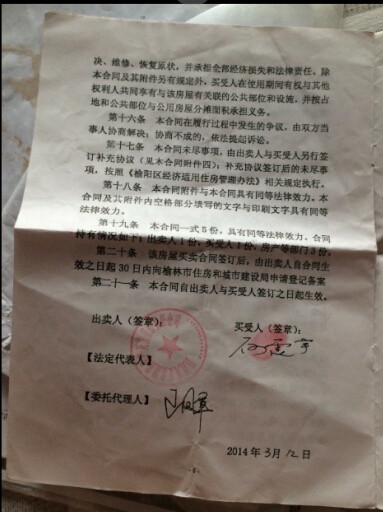 决、维修、恢复原状，并承担全部经济损失和法律责任。除
本合同及其附件另有规定外，买受人在使用期间有权与其他
权利人共同享有与该房屋有关联的公共部位和设施，并按占
地和公共部位与公用房屋分摊面积承担义务。
第十六条 本合同在履行过程中发生的争议，由双方当
事人协商解决；协商不成的，依法提起诉讼。
第十七条 本合同未尽事项，由出卖人与买受人另行签
订补充协议（见本合同附件四）；补充协议签订后的未尽事
项，按照《榆阳区经济适用住房管理办法》相关规定执行。
第十八条 本合同附件与本合同具有同等法律效力。本
合同及其附件内空格部分填写的文字与印刷文字具有同等
法律效力。
第十九条 本合同一式5份，具有同等法律效力，合同
持有情况如下：出卖人1份，买受人1份，房产等部门3份。
第二十条 该房屋买卖合同签订后，由出卖人自合同生
效之日起30日内向榆林市住房和城市建设局申请登记备案
第二十一条 本合同自出卖人与买受人签订之日起生效。
出卖人（签章）： 买受人（签章）：
【法定代表人】
【委托代理人】
2014年3月12日
-8-